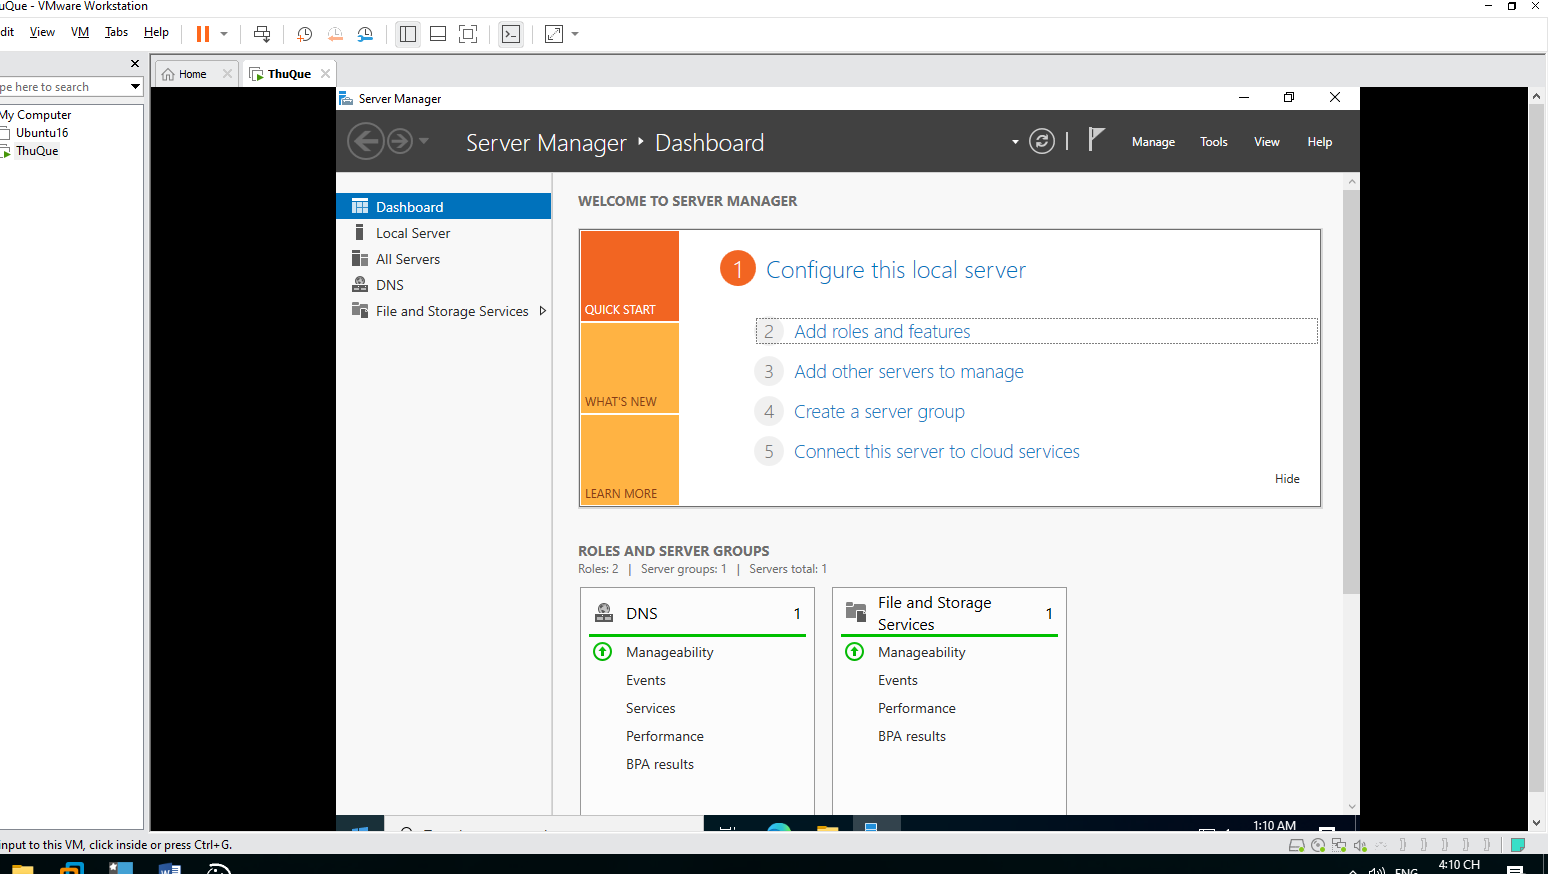 uQue - VMware Workstation
dit View VM Tabs Help
pe here to search
Home
ThuQue
My Computer
Ubuntu16
ThuQue
Server Manager
Server Manager Dashboard
Manage Tools View Help
Dashboard
Local Server
All Servers
DNS
File and Storage Services
WELCOME TO SERVER MANAGER
QUICK START
WHAT'S NEW
LEARN MORE
1 Configure this local server
2 Add roles and features
3 Add other servers to manage
4 Create a server group
5 Connect this server to cloud services
Hide
ROLES AND SERVER GROUPS
Roles: 2 | Server groups: 1 | Servers total: 1
DNS 1
Manageability
Events
Services
Performance
BPA results
File and Storage
Services 1
Manageability
Events
Performance
BPA results
1:10 AM
input to this VM, click inside or press Ctrl+G.
ENG
4:10 CH